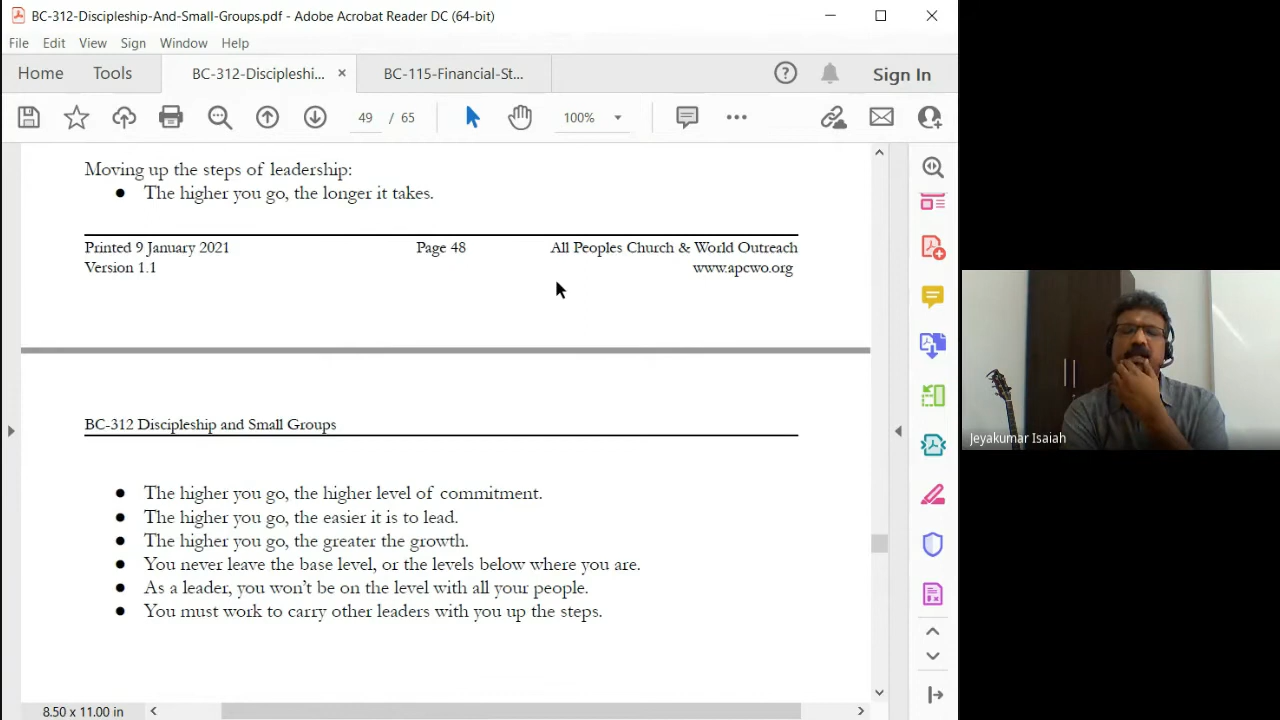 BC-312-Discipleship-And-Small-Groups.pdf - Adobe Acrobat Reader DC (64-bit)
File Edit View Sign Window Help
Home Tools BC-312-Discipleshi... × BC-115-Financial-St... Sign In
49 / 65 100%
Moving up the steps of leadership:
● The higher you go, the longer it takes.
Printed 9 January 2021 Page 48 All Peoples Church & World Outreach
Version 1.1 www.apcwo.org
BC-312 Discipleship and Small Groups
● The higher you go, the higher level of commitment.
● The higher you go, the easier it is to lead.
● The higher you go, the greater the growth.
● You never leave the base level, or the levels below where you are.
● As a leader, you won't be on the level with all your people.
● You must work to carry other leaders with you up the steps.
8.50 x 11.00 in
Jeyakumar Isaiah